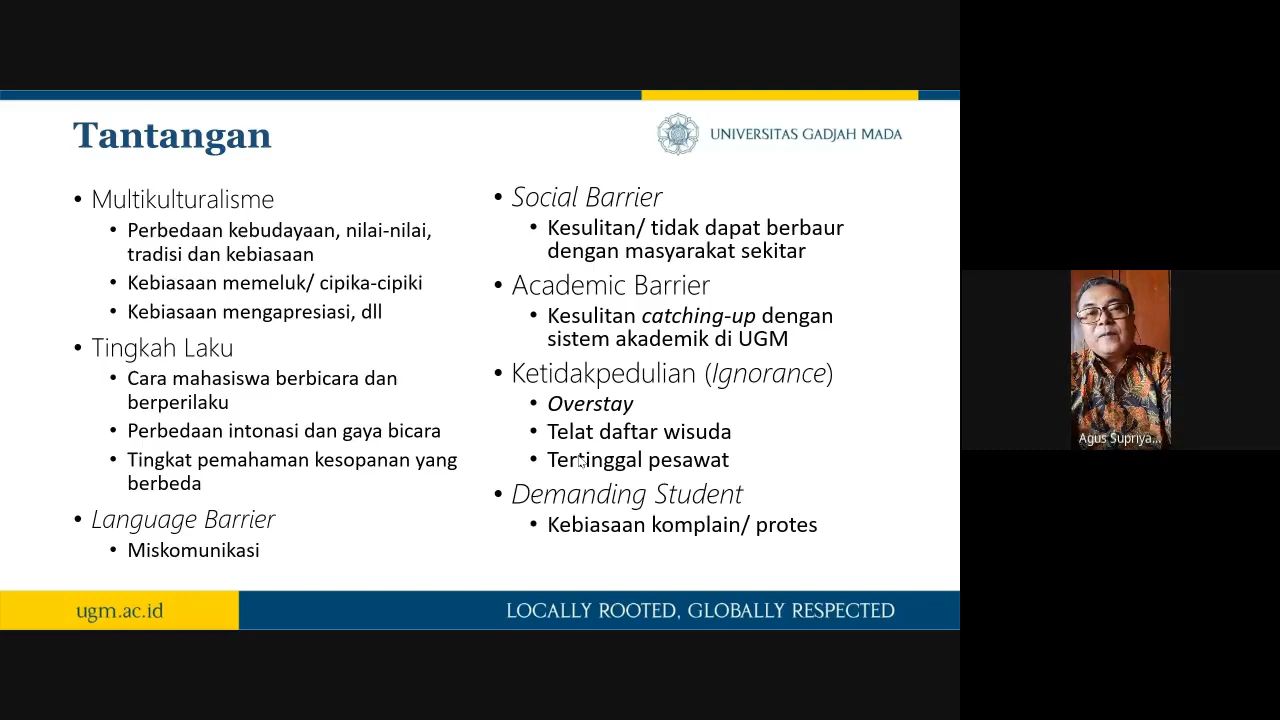 Tantangan
UNIVERSITAS GADJAH MADA
• Multikulturalisme
• Perbedaan kebudayaan, nilai-nilai,
tradisi dan kebiasaan
• Kebiasaan memeluk/ cipika-cipiki
• Kebiasaan mengapresiasi, dll
• Tingkah Laku
• Cara mahasiswa berbicara dan
berperilaku
• Perbedaan intonasi dan gaya bicara
• Tingkat pemahaman kesopanan yang
berbeda
• Language Barrier
• Miskomunikasi
• Social Barrier
• Kesulitan/ tidak dapat berbaur
dengan masyarakat sekitar
• Academic Barrier
• Kesulitan catching-up dengan
sistem akademik di UGM
• Ketidakpedulian (Ignorance)
• Overstay
• Telat daftar wisuda
• Tertinggal pesawat
• Demanding Student
• Kebiasaan komplain/ protes
ugm.ac.id
LOCALLY ROOTED, GLOBALLY RESPECTED
Agus Supriya...